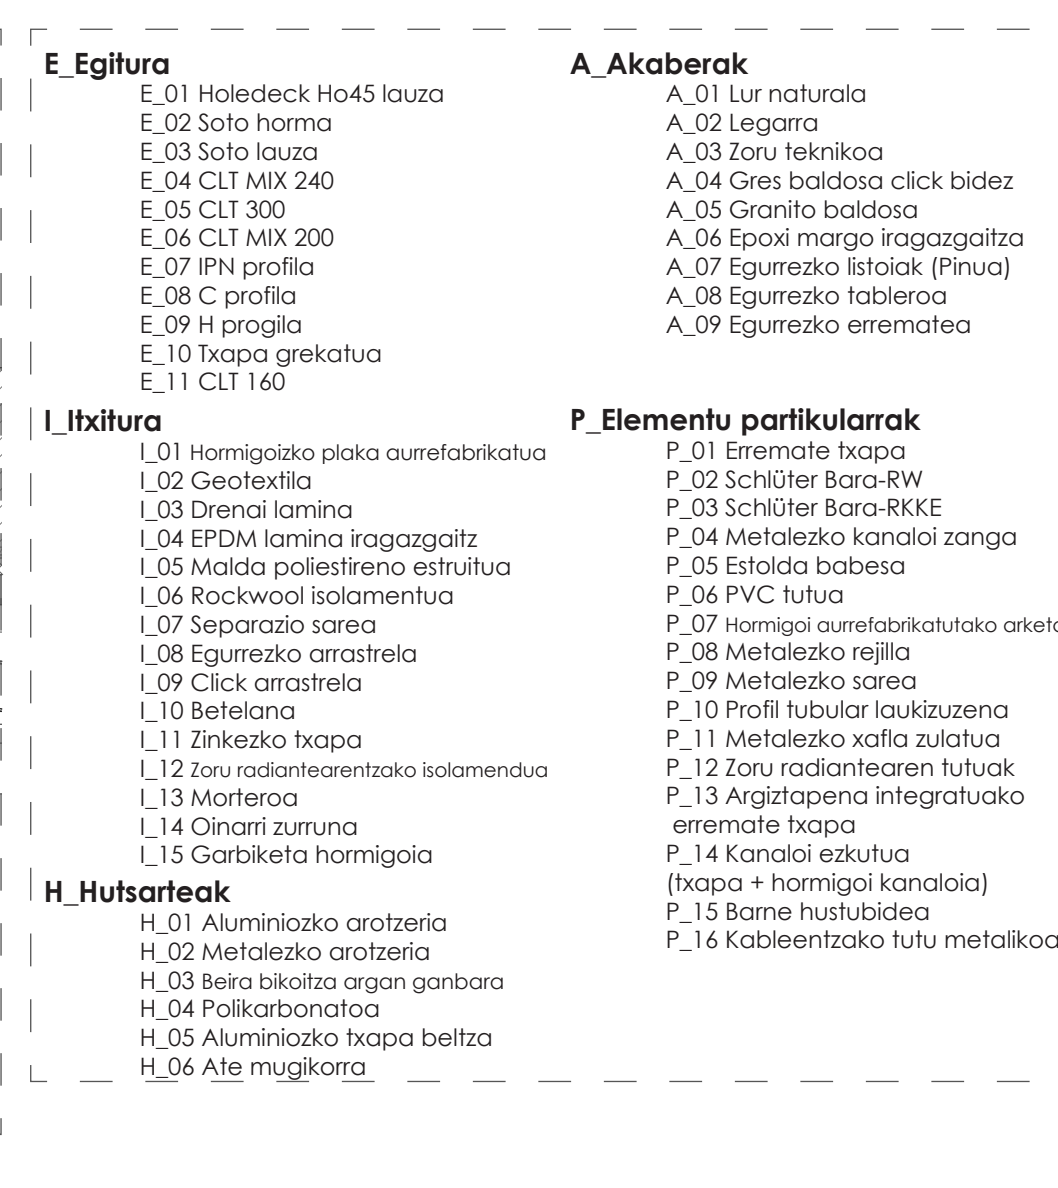 E_Egitura
E_01 Holedeck Ho45 lauza
E_02 Soto horma
E_03 Soto lauza
E_04 CLT MIX 240
E_05 CLT 300
E_06 CLT MIX 200
E_07 IPN profila
E_08 C profila
E_09 H progila
E_10 Txapa grekatua
E_11 CLT 160
I_Itxitura
I_01 Hormigoizko plaka aurrefabrikatua
I_02 Geotextila
I_03 Drenai lamina
I_04 EPDM lamina iragazgaitz
I_05 Malda poliestireno estruitua
I_06 Rockwool isolamentua
I_07 Separazio sarea
I_08 Egurrezko arrastrela
I_09 Click arrastrela
I_10 Betelana
I_11 Zinkezko txapa
I_12 Zoru radiantearentzako isolamendua
I_13 Morteroa
I_14 Oinarri zurruna
I_15 Garbiketa hormigoia
H_Hutsarteak
H_01 Aluminiozko arotzeria
H_02 Metalezko arotzeria
H_03 Beira bikoitza argan ganbara
H_04 Polikarbonatoa
H_05 Aluminiozko txapa beltza
H_06 Ate mugikorra
A_Akaberak
A_01 Lur naturala
A_02 Legarra
A_03 Zoru teknikoa
A_04 Gres baldosa click bidez
A_05 Granito baldosa
A_06 Epoxi margo iragazgaitza
A_07 Egurrezko listoiak (Pinua)
A_08 Egurrezko tableroa
A_09 Egurrezko errematea
P_Elementu partikularrak
P_01 Erremate txapa
P_02 Schlüter Bara-RW
P_03 Schlüter Bara-RKKE
P_04 Metalezko kanaloi zanga
P_05 Estolda babesa
P_06 PVC tutua
P_07 Hormigoi aurrefabrikatutako arketa
P_08 Metalezko rejilla
P_09 Metalezko sarea
P_10 Profil tubular laukizuzena
P_11 Metalezko xafla zulatua
P_12 Zoru radiantearen tutuak
P_13 Argiztapena integratuako
erremate txapa
P_14 Kanaloi ezkutua
(txapa + hormigoi kanaloia)
P_15 Barne hustubidea
P_16 Kableentzako tutu metalikoa